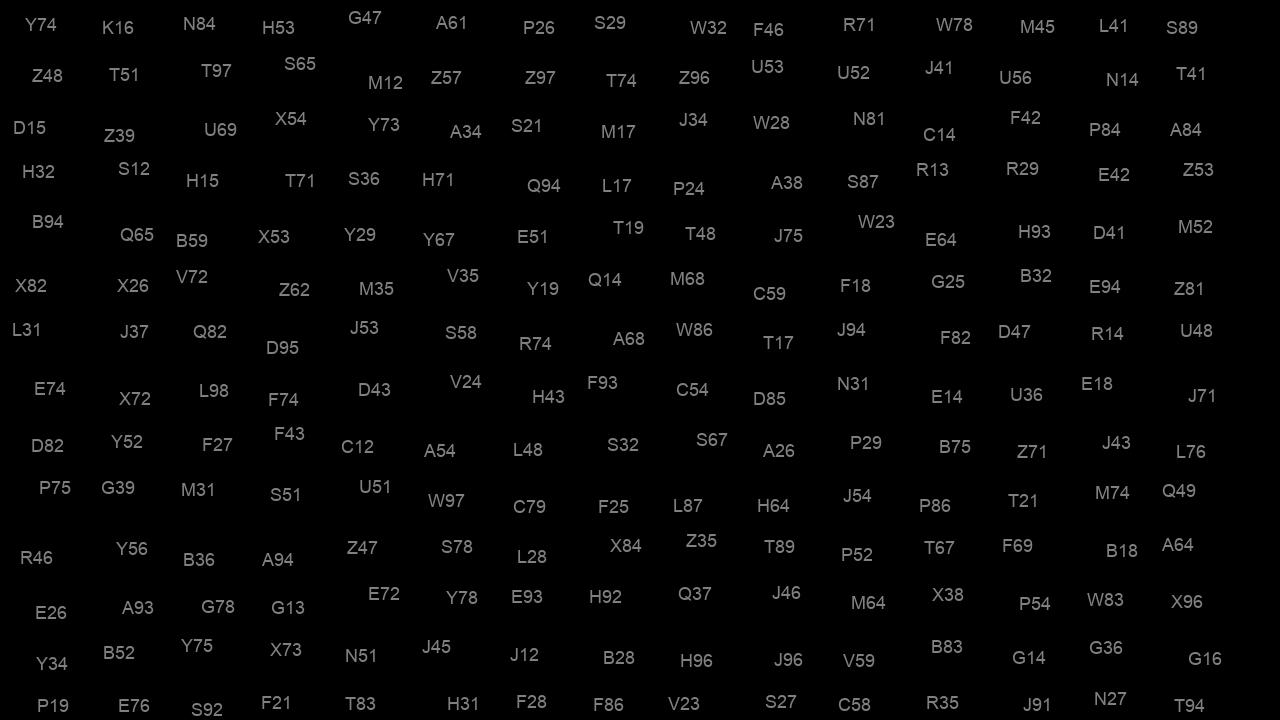 Y74 K16 N84 H53 G47 A61 P26 S29 W32 F46 R71 W78 M45 L41 S89
Z48 T51 T97 S65 M12 Z57 Z97 T74 Z96 U53 U52 J41 U56 N14 T41
D15 Z39 U69 X54 Y73 A34 S21 M17 J34 W28 N81 C14 F42 P84 A84
H32 S12 H15 T71 S36 H71 Q94 L17 P24 A38 S87 R13 R29 E42 Z53
B94 Q65 B59 X53 Y29 Y67 E51 T19 T48 J75 W23 E64 H93 D41 M52
X82 X26 V72 Z62 M35 V35 Y19 Q14 M68 C59 F18 G25 B32 E94 Z81
L31 J37 Q82 D95 J53 S58 R74 A68 W86 T17 J94 F82 D47 R14 U48
E74 X72 L98 F74 D43 V24 H43 F93 C54 D85 N31 E14 U36 E18 J71
D82 Y52 F27 F43 C12 A54 L48 S32 S67 A26 P29 B75 Z71 J43 L76
P75 G39 M31 S51 U51 W97 C79 F25 L87 H64 J54 P86 T21 M74 Q49
R46 Y56 B36 A94 Z47 S78 L28 X84 Z35 T89 P52 T67 F69 B18 A64
E26 A93 G78 G13 E72 Y78 E93 H92 Q37 J46 M64 X38 P54 W83 X96
Y34 B52 Y75 X73 N51 J45 J12 B28 H96 J96 V59 B83 G14 G36 G16
P19 E76 S92 F21 T83 H31 F28 F86 V23 S27 C58 R35 J91 N27 T94